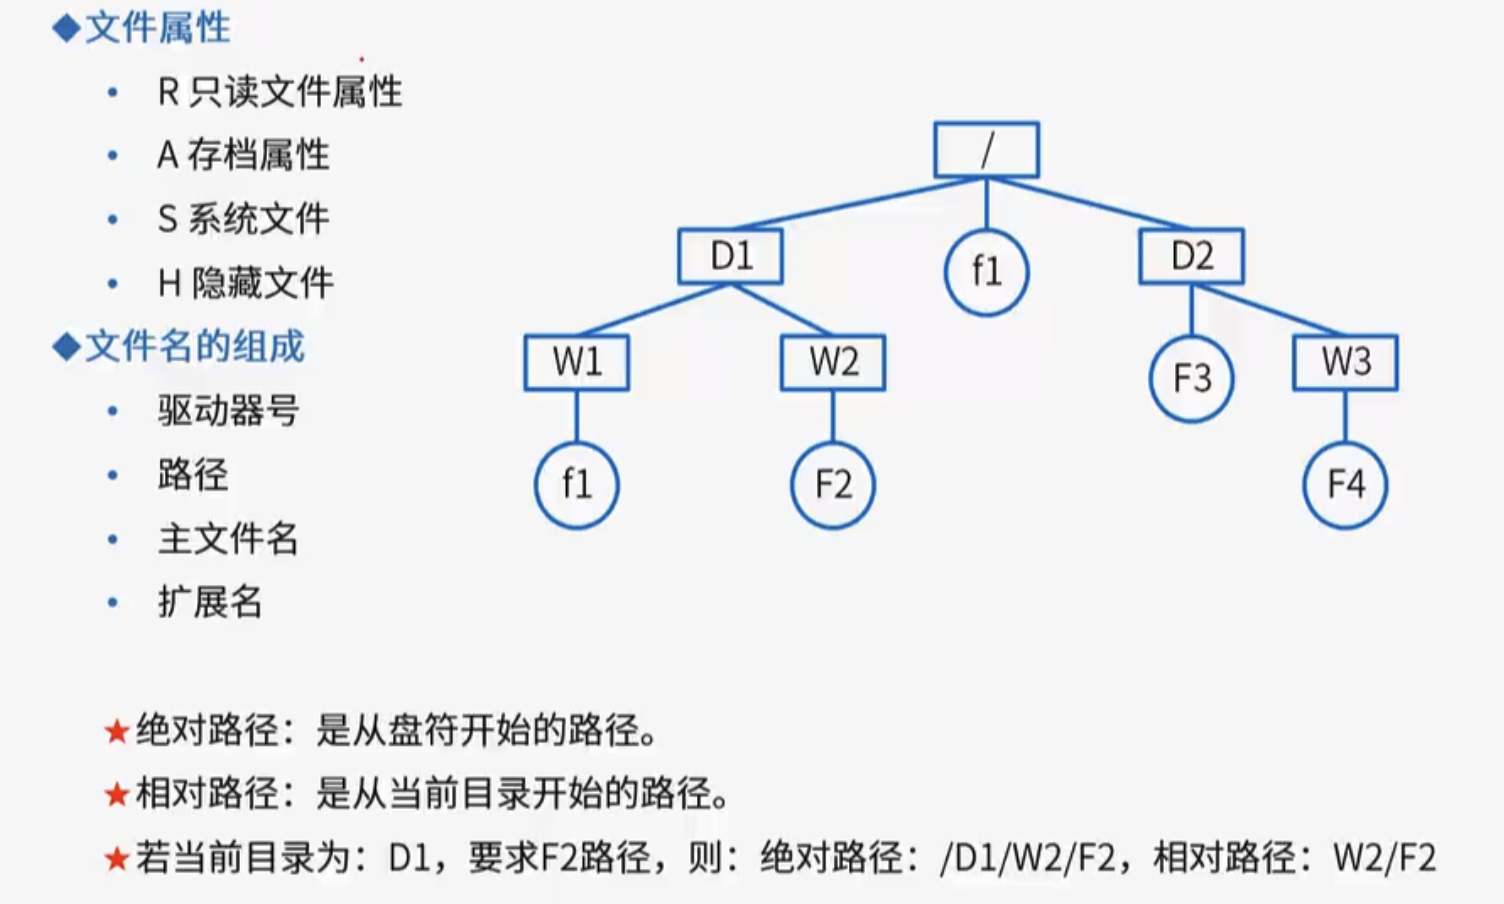 ◆文件属性
• R 只读文件属性
• A 存档属性
• S 系统文件
• H 隐藏文件
◆文件名的组成
• 驱动器号
• 路径
• 主文件名
• 扩展名
/
D1 f1 D2
W1 W2 F3 W3
f1 F2 F4
★绝对路径：是从盘符开始的路径。
★相对路径：是从当前目录开始的路径。
★若当前目录为：D1，要求F2路径，则：绝对路径：/D1/W2/F2，相对路径：W2/F2